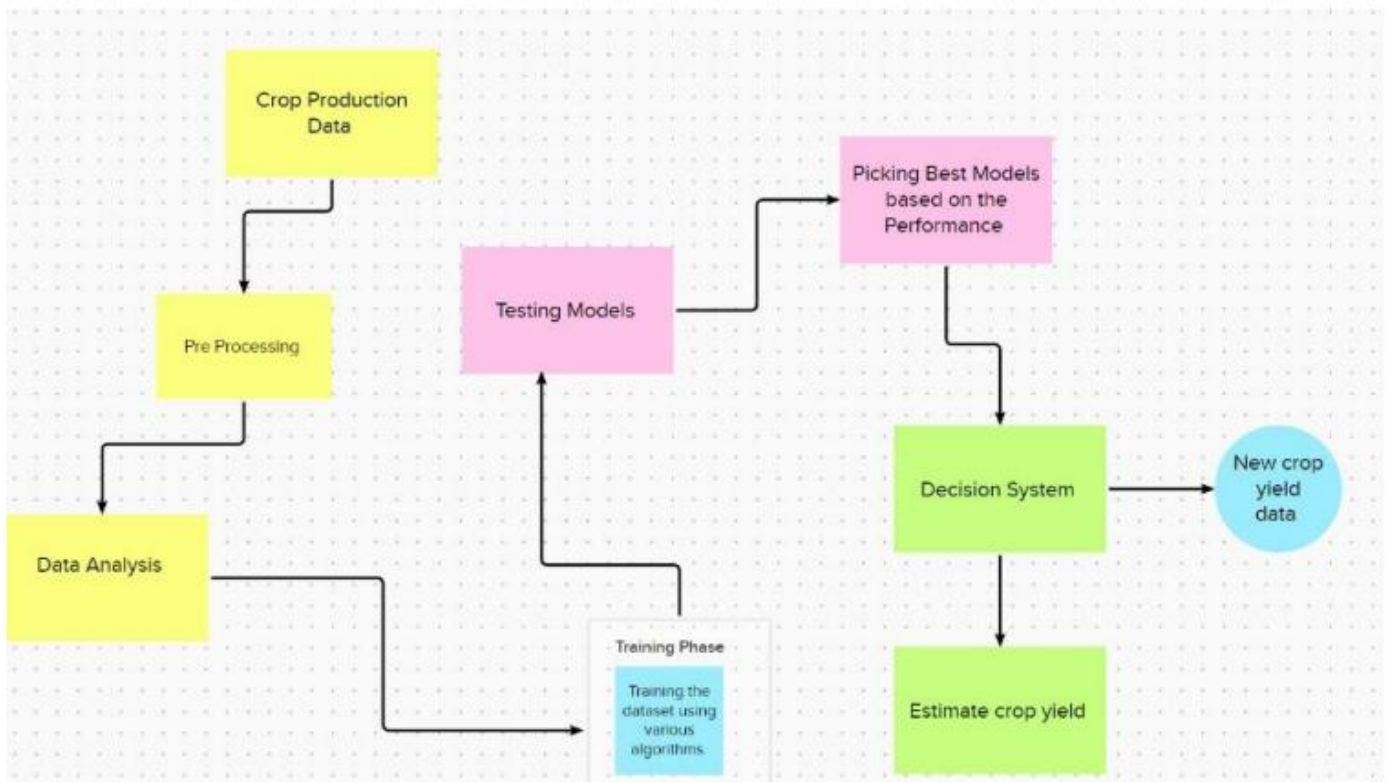 Crop Production
Data
Pre Processing
Data Analysis
Training Phase
Training the
dataset using
various
algorithms
Testing Models
Picking Best Models
based on the
Performance
Decision System
New crop
yield
data
Estimate crop yield